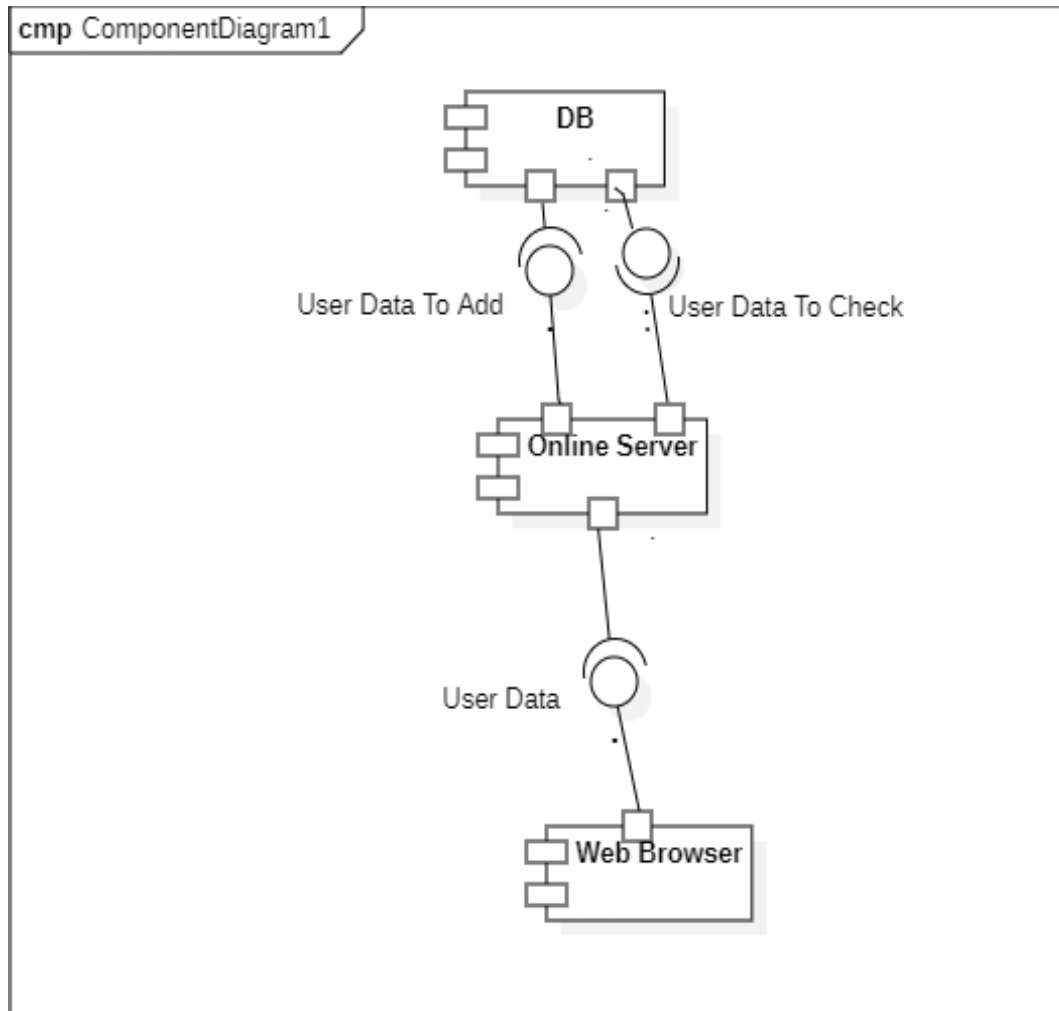 cmp ComponentDiagram1
DB
User Data To Add
User Data To Check
Online Server
User Data
Web Browser